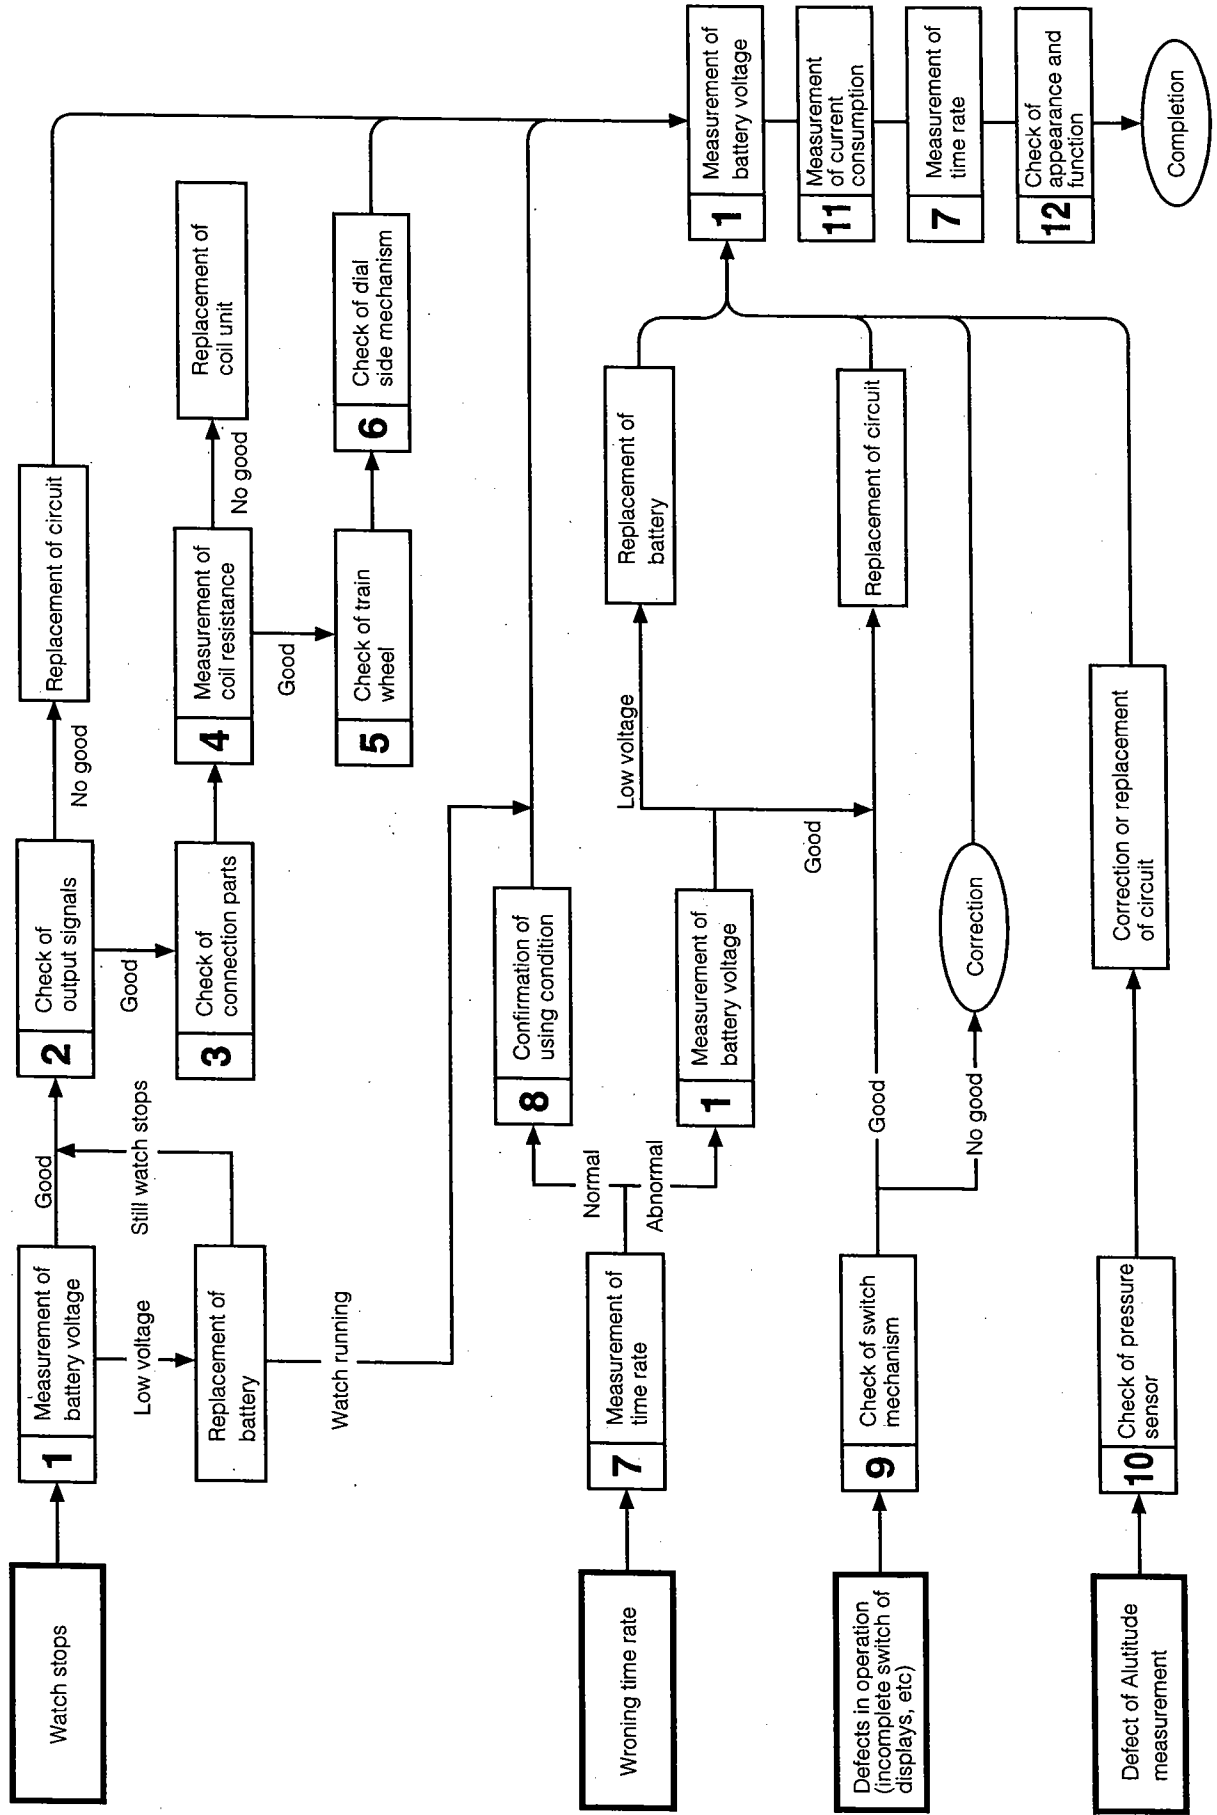 Watch stops
1
Measurement of
battery voltage
Good
Low voltage
Replacement of
battery
Still watch stops
Watch running
2
Check of
output signals
No good
Replacement of circuit
Good
3
Check of
connection parts
4
Measurement of
coil resistance
No good
Replacement of
coil unit
Good
5
Check of train
wheel
6
Check of dial
side mechanism
Wroning time rate
7
Measurement of
time rate
Normal
Abnormal
8
Confirmation of
using condition
1
Measurement of
battery voltage
Low voltage
Replacement of
battery
Good
Defects in operation
(incomplete switch of
displays, etc)
9
Check of switch
mechanism
Good
Replacement of circuit
No good
Correction
Defect of Alutitude
measurement
10
Check of pressure
sensor
Correction or replacement
of circuit
1
Measurement of
battery voltage
11
Measurement
of current
consumption
7
Measurement of
time rate
12
Check of
appearance and
function
Completion